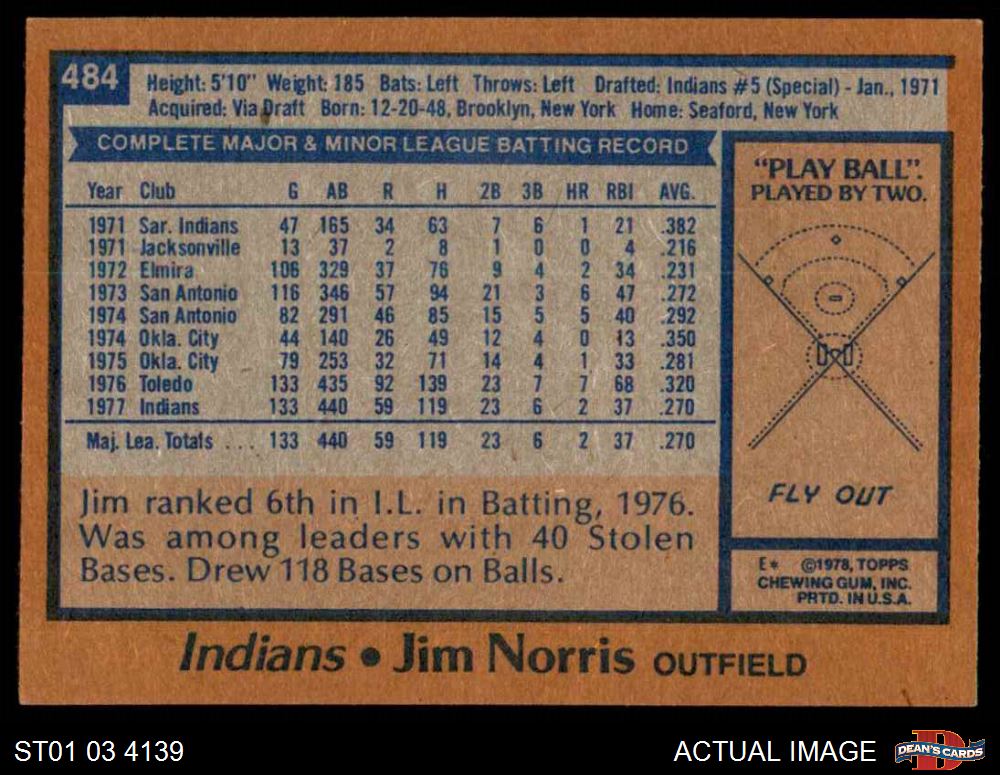 484
Height: 5'10" Weight: 185 Bats: Left Throws: Left Drafted: Indians #5 (Special) - Jan., 1971
Acquired: Via Draft Born: 12-20-48, Brooklyn, New York Home: Seaford, New York
COMPLETE MAJOR & MINOR LEAGUE BATTING RECORD
Year Club G AB R H 2B 3B HR RBI AVG.
1971 Sar. Indians 47 165 34 63 7 6 1 21 .382
1971 Jacksonville 13 37 2 8 1 0 0 4 .216
1972 Elmira 106 329 37 76 9 4 2 34 .231
1973 San Antonio 116 346 57 94 21 3 6 47 .272
1974 San Antonio 82 291 46 85 15 5 5 40 .292
1974 Okla. City 44 140 26 49 12 4 0 13 .350
1975 Okla. City 79 253 32 71 14 4 1 33 .281
1976 Toledo 133 435 92 139 23 7 7 68 .320
1977 Indians 133 440 59 119 23 6 2 37 .270
Maj. Lea. Totals ... 133 440 59 119 23 6 2 37 .270
Jim ranked 6th in I.L. in Batting, 1976.
Was among leaders with 40 Stolen
Bases. Drew 118 Bases on Balls.
"PLAY BALL".
PLAYED BY TWO.
FLY OUT
E* ©1978, TOPPS
CHEWING GUM, INC.
PRTD. IN U.S.A.
Indians • Jim Norris OUTFIELD
ST01 03 4139
ACTUAL IMAGE
D
DEAN'S CARDS